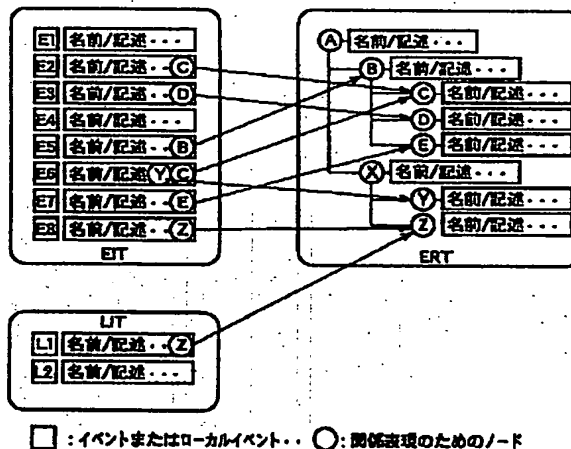 E1 名前/記述・・・
E2 名前/記述・・C
E3 名前/記述・・D
E4 名前/記述・・・
E5 名前/記述・・B
E6 名前/記述YC
E7 名前/記述・・E
E8 名前/記述・・Z
EIT
A 名前/記述・・・
B 名前/記述・・・
C 名前/記述・・・
D 名前/記述・・・
E 名前/記述・・・
X 名前/記述・・・
Y 名前/記述・・・
Z 名前/記述・・・
ERT
LIT
L1 名前/記述・・Z
L2 名前/記述・・・
□：イベントまたはローカルイベント・・○：関係表現のためのノード